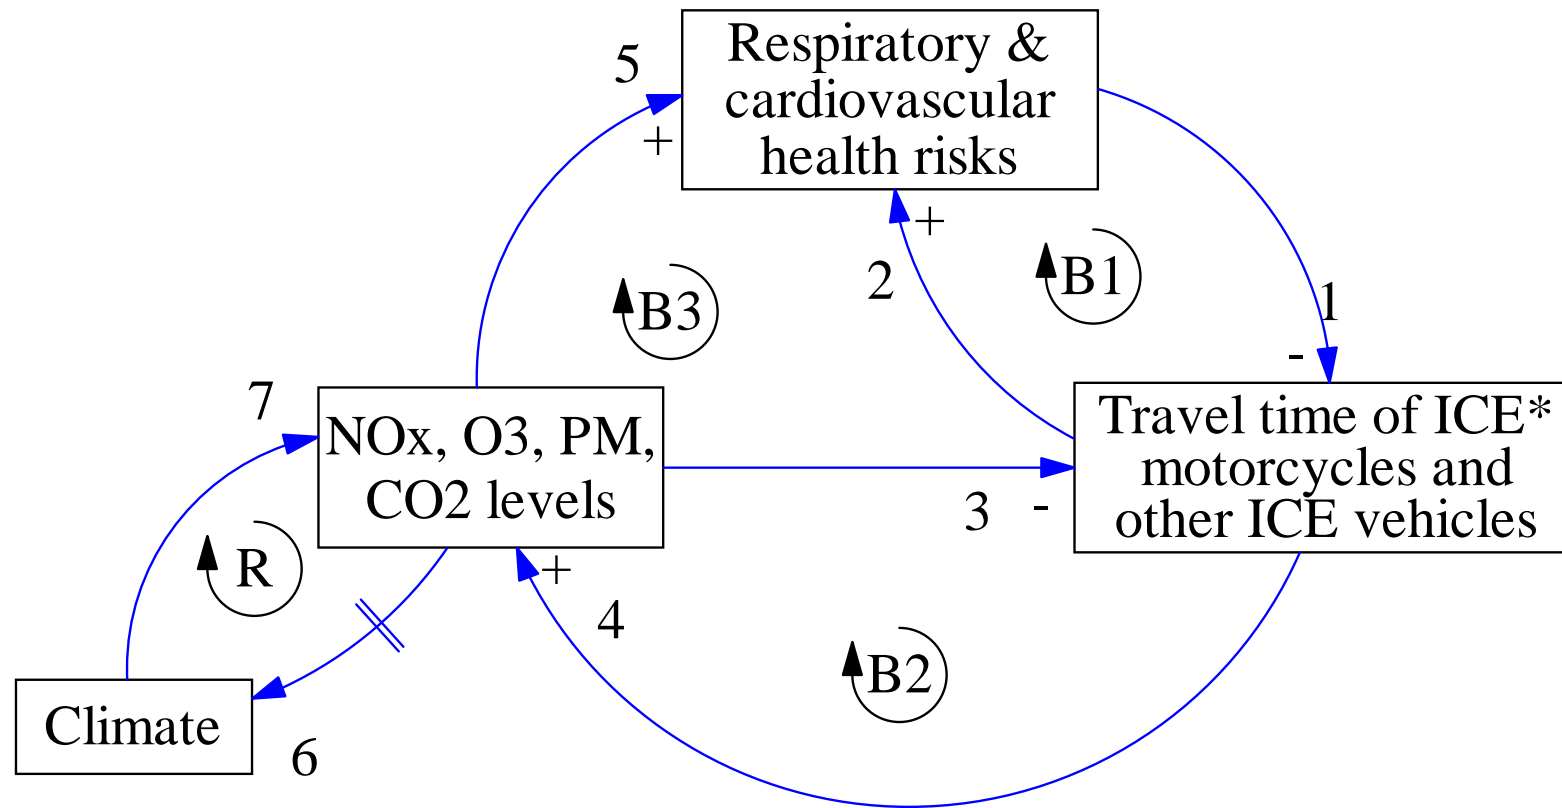 5
Respiratory &
cardiovascular
health risks
+
+
2
B1
1
B3
-
7
NOx, O3, PM,
CO2 levels
Travel time of ICE*
motorcycles and
other ICE vehicles
3
-
R
+
4
B2
Climate
6